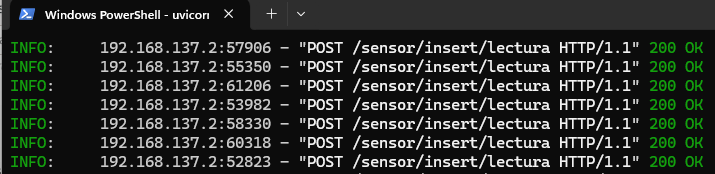 Windows PowerShell - uvicorn
INFO:     192.168.137.2:57906 - "POST /sensor/insert/lectura HTTP/1.1" 200 OK
INFO:     192.168.137.2:55350 - "POST /sensor/insert/lectura HTTP/1.1" 200 OK
INFO:     192.168.137.2:61206 - "POST /sensor/insert/lectura HTTP/1.1" 200 OK
INFO:     192.168.137.2:53982 - "POST /sensor/insert/lectura HTTP/1.1" 200 OK
INFO:     192.168.137.2:58330 - "POST /sensor/insert/lectura HTTP/1.1" 200 OK
INFO:     192.168.137.2:60318 - "POST /sensor/insert/lectura HTTP/1.1" 200 OK
INFO:     192.168.137.2:52823 - "POST /sensor/insert/lectura HTTP/1.1" 200 OK